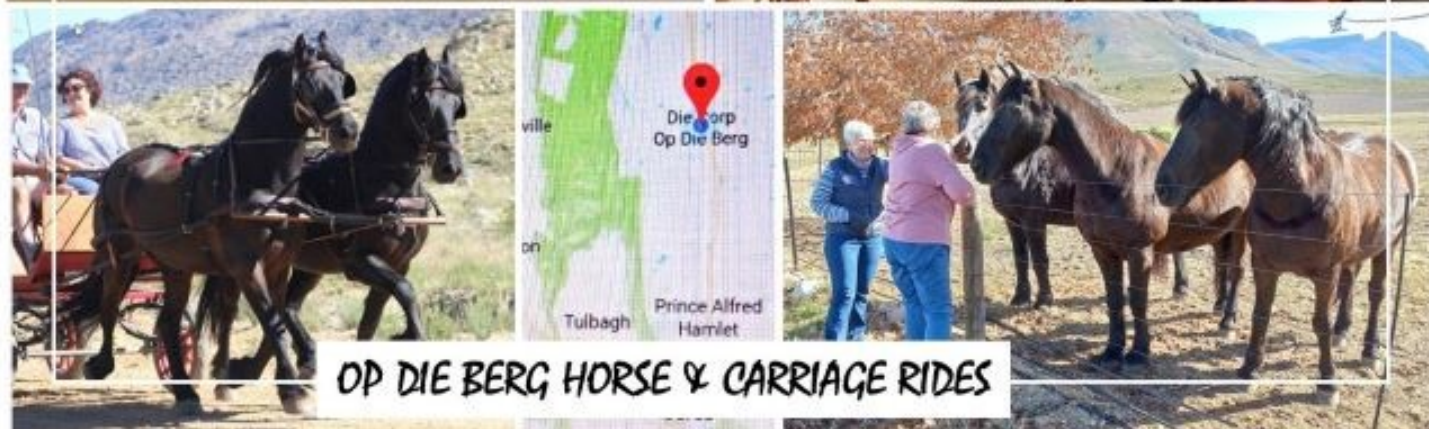 ville
Die Dorp
Op Die Berg
on
Prince Alfred
Hamlet
Tulbagh
OP DIE BERG HORSE & CARRIAGE RIDES